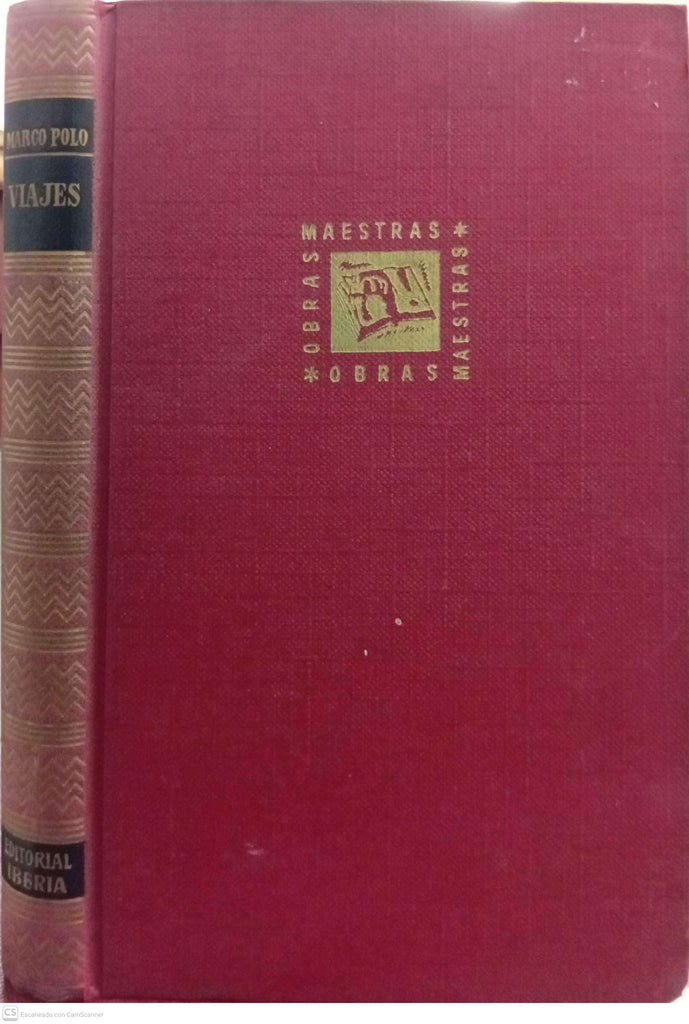 MARCO POLO
VIAJES
EDITORIAL
IBERIA
OBRAS
MAESTRAS *
MAESTRAS
* OBRAS
CS Escaneado con CamScanner